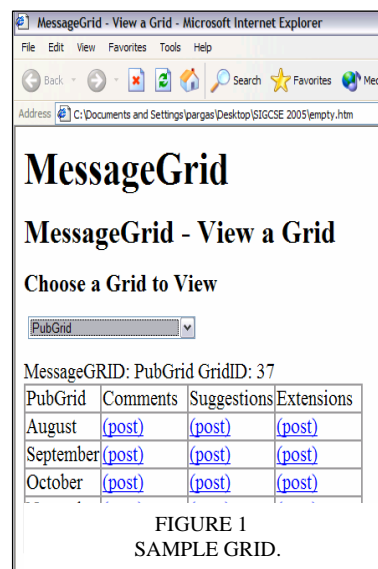 MessageGrid - View a Grid - Microsoft Internet Explorer
File Edit View Favorites Tools Help
Back Search Favorites
Address C:\Documents and Settings\pargas\Desktop\SIGCSE 2005\empty.htm
MessageGrid
MessageGrid - View a Grid
Choose a Grid to View
PubGrid
MessageGRID: PubGrid GridID: 37
PubGrid Comments Suggestions Extensions
August (post) (post) (post)
September (post) (post) (post)
October (post) (post) (post)
FIGURE 1
SAMPLE GRID.